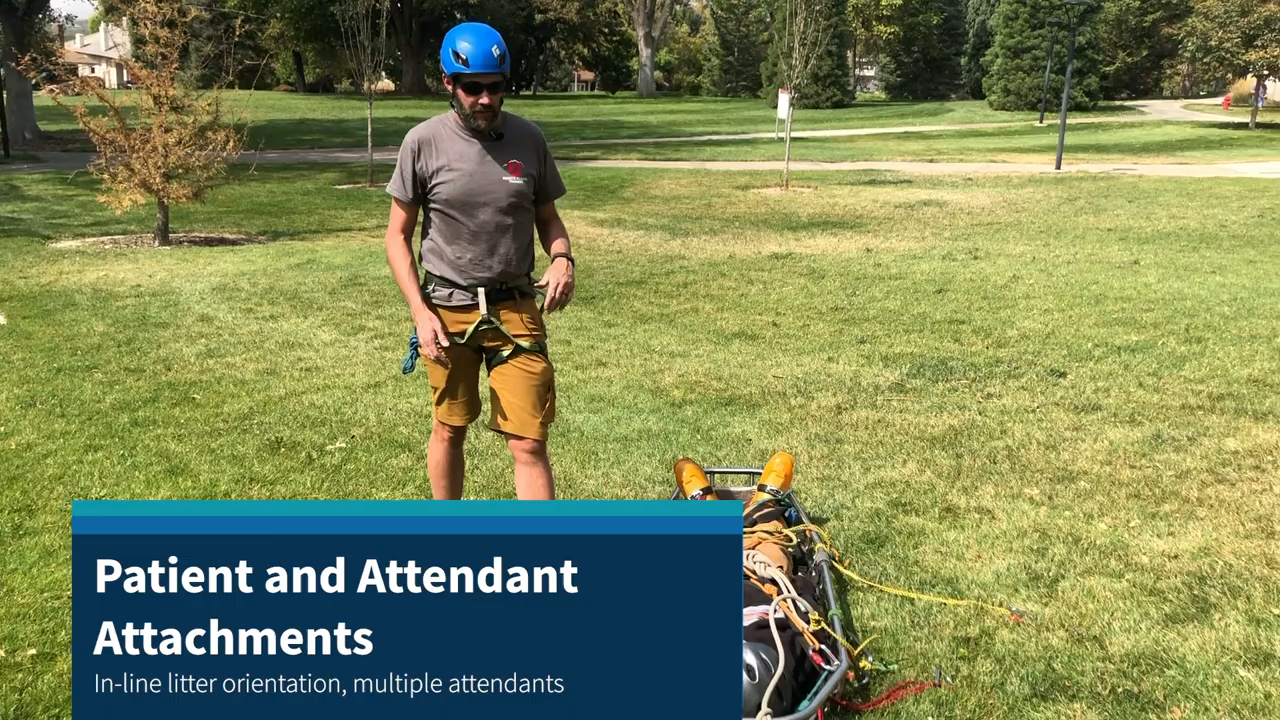 Patient and Attendant
Attachments
In-line litter orientation, multiple attendants